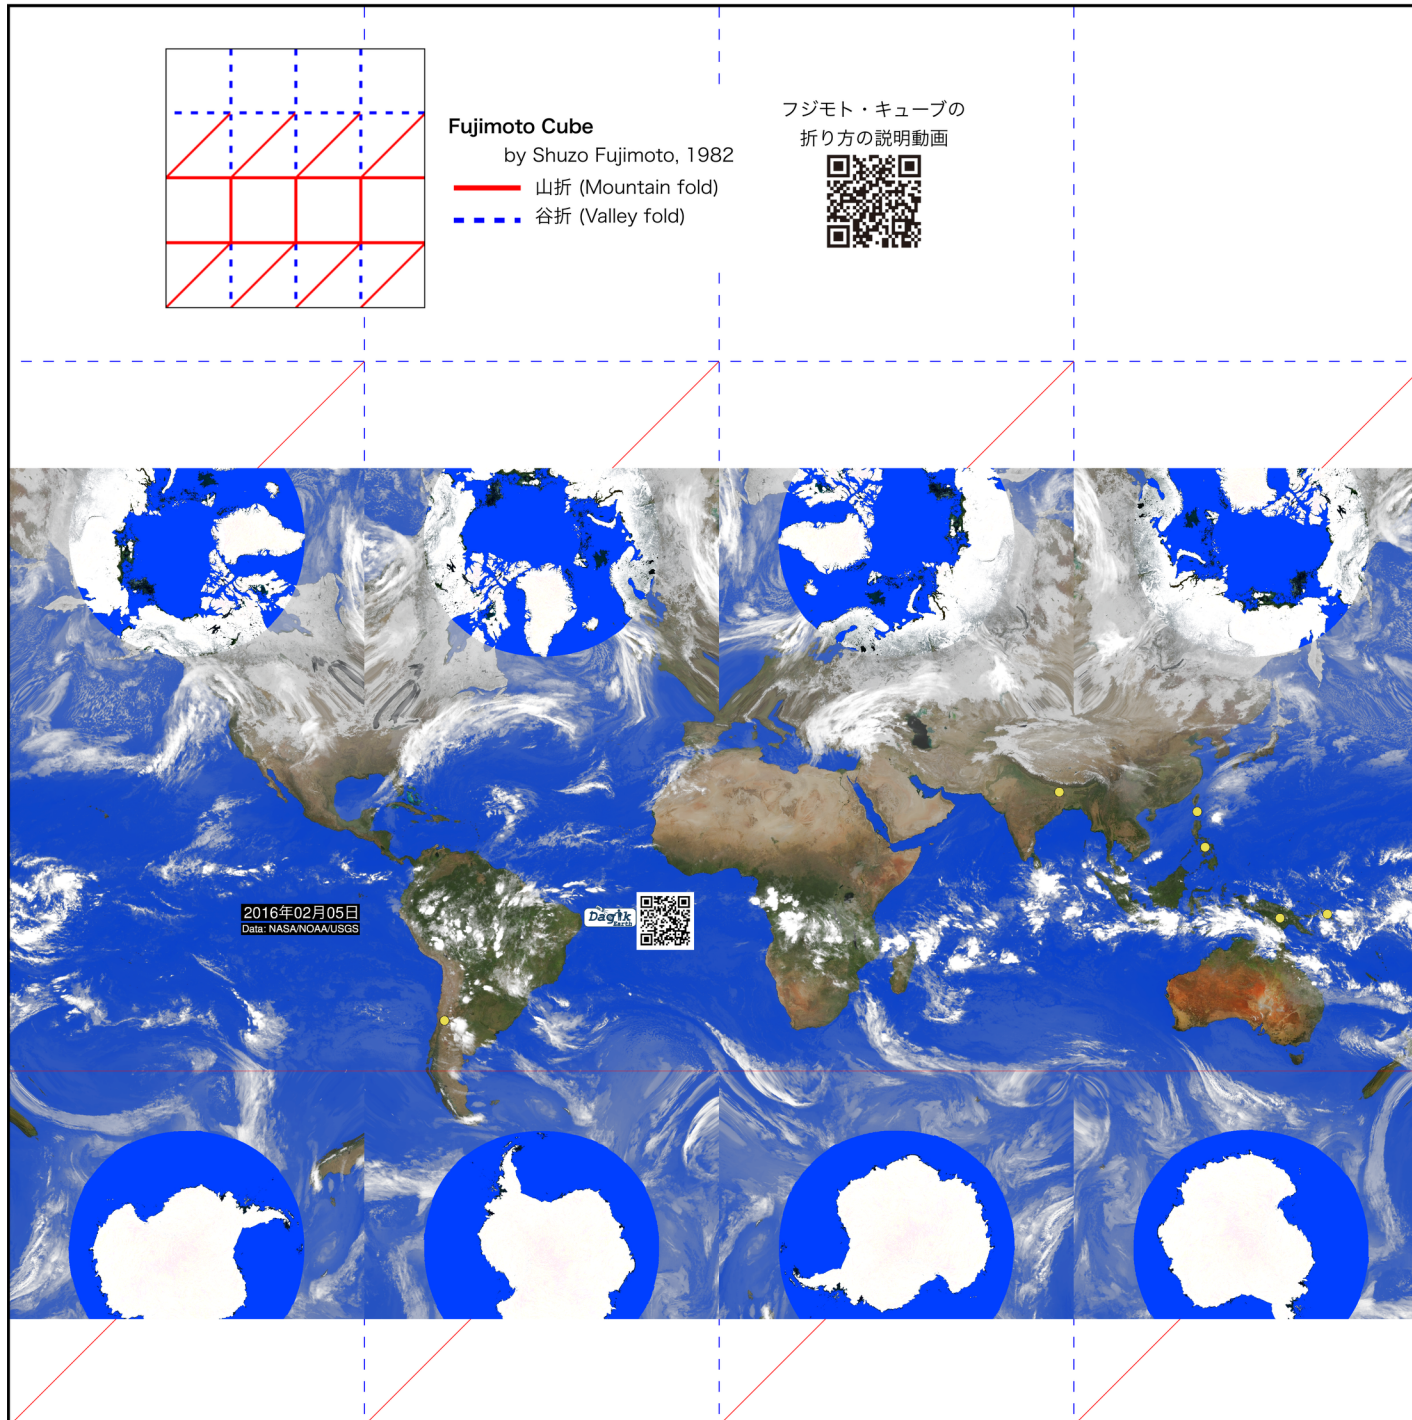 Fujimoto Cube
by Shuzo Fujimoto, 1982
山折 (Mountain fold)
谷折 (Valley fold)
フジモト・キューブの
折り方の説明動画
2016年02月05日
Data: NASA/NOAA/USGS
Dagik
Earth